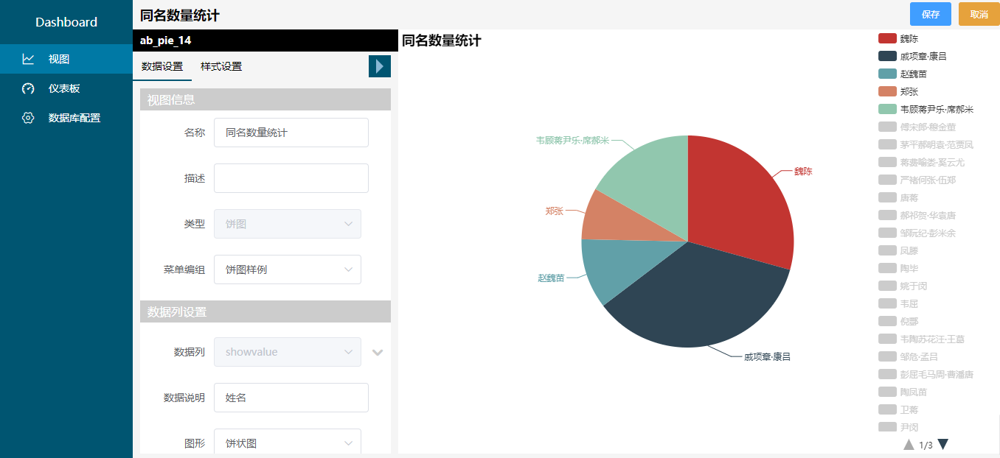 Dashboard
视图
仪表板
数据库配置
同名数量统计
保存
取消
ab_pie_14
数据设置
样式设置
视图信息
名称
同名数量统计
描述
类型
饼图
菜单编组
饼图样例
数据列设置
数据列
showvalue
数据说明
姓名
图形
饼状图
同名数量统计
韦顾蒋尹乐·席郝米
魏陈
郑张
赵魏苗
戚项章·康吕
魏陈
戚项章·康吕
赵魏苗
郑张
韦顾蒋尹乐·席郝米
傅宋郎·穆金董
茅平郝明袁·范贾凤
蒋费喻娄·奚云尤
严褚何张·伍郑
唐蒋
郝祁贺·华袁唐
邹阮纪·彭米余
凤滕
陶毕
姚于闵
韦屈
倪酆
韦陶苏花汪·王葛
邹危·孟吕
彭屈毛马周·曹潘唐
陶凤苗
卫蒋
尹闵
1/3